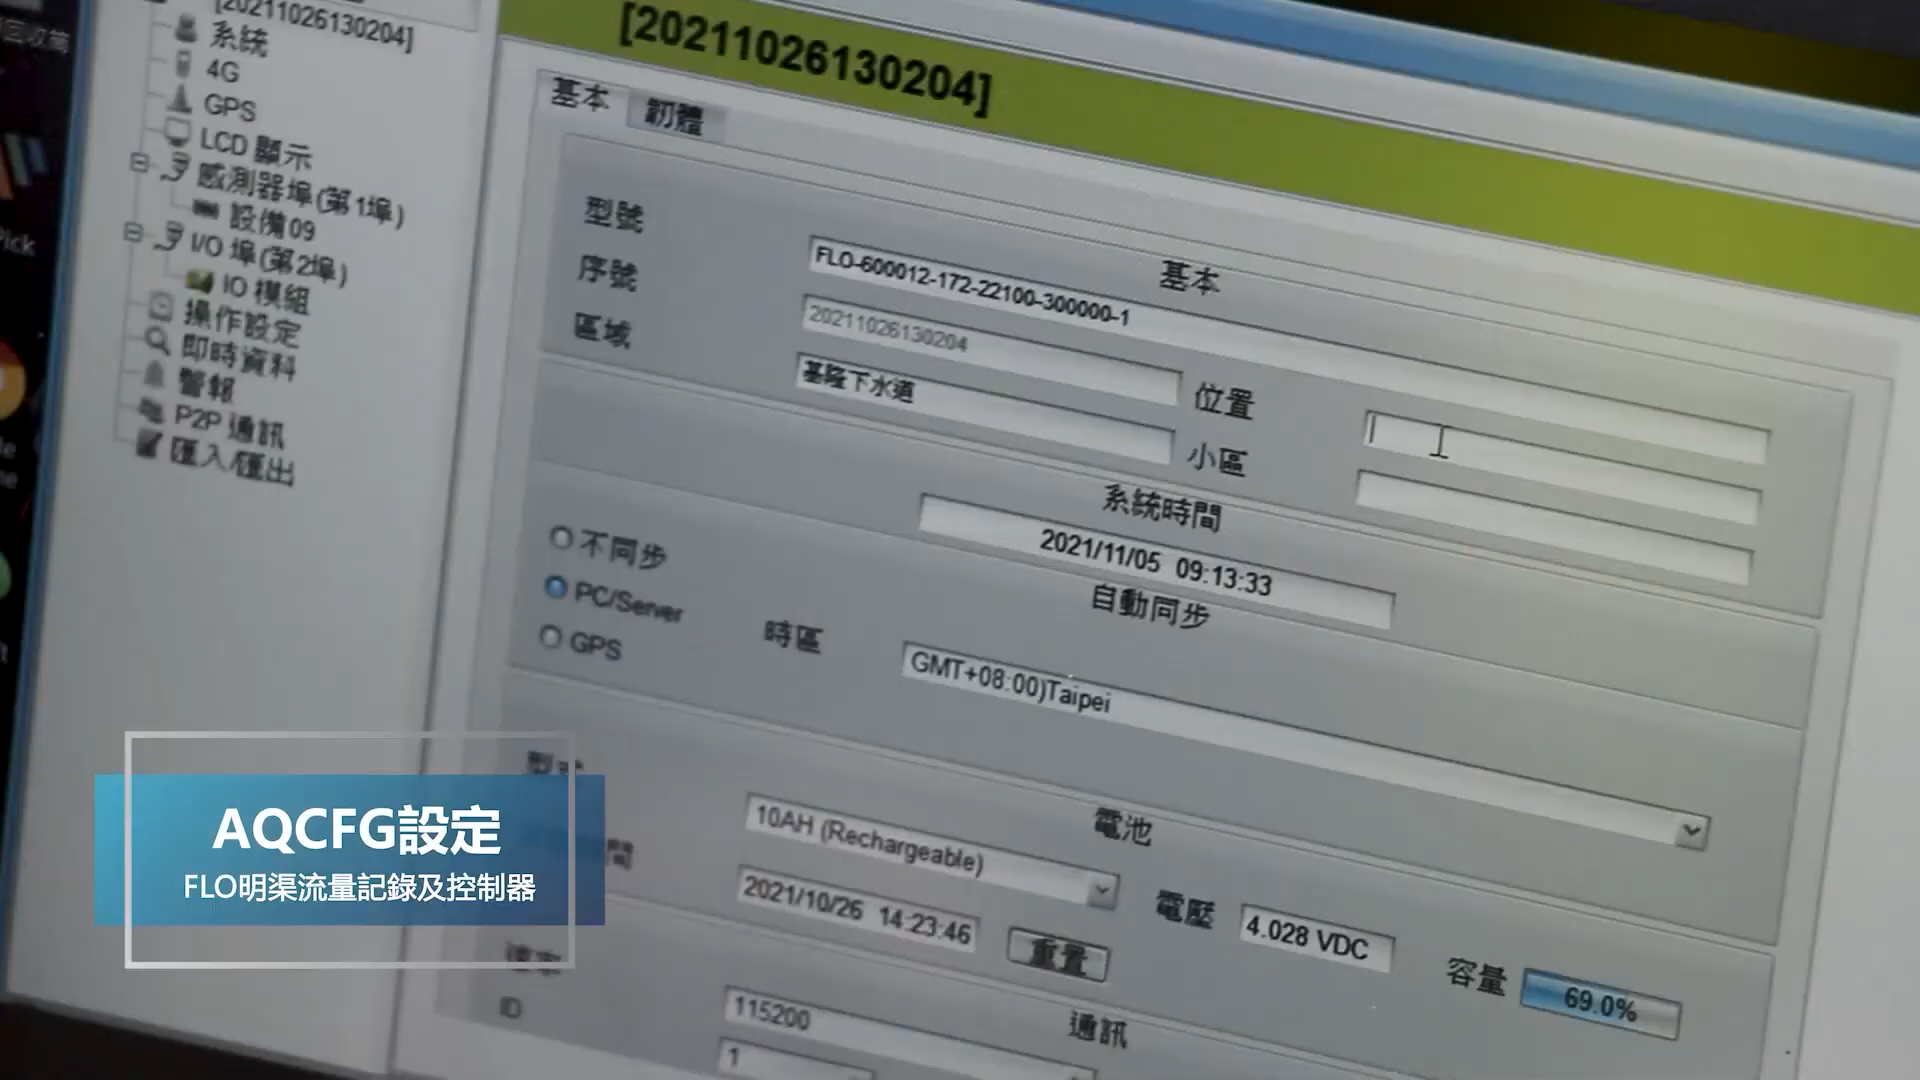 回收筒
[20211026130204]
系統
4G
GPS
LCD 顯示
感測器埠(第1埠)
設備09
I/O 埠(第2埠)
IO 模組
操作設定
即時資料
警報
P2P 通訊
匯入/匯出
[20211026130204]
基本
韌體
基本
型號
FLO-600012-172-22100-300000-1
序號
20211026130204
位置
區域
基隆下水道
小區
系統時間
2021/11/05 09:13:33
自動同步
不同步
PC/Server
GPS
時區
GMT+08:00)Taipei
電池
10AH (Rechargeable)
電壓
4.028 VDC
容量
69.0%
2021/10/26 14:23:46
重置
通訊
115200
ID
1
AQCFG設定
FLO明渠流量記錄及控制器